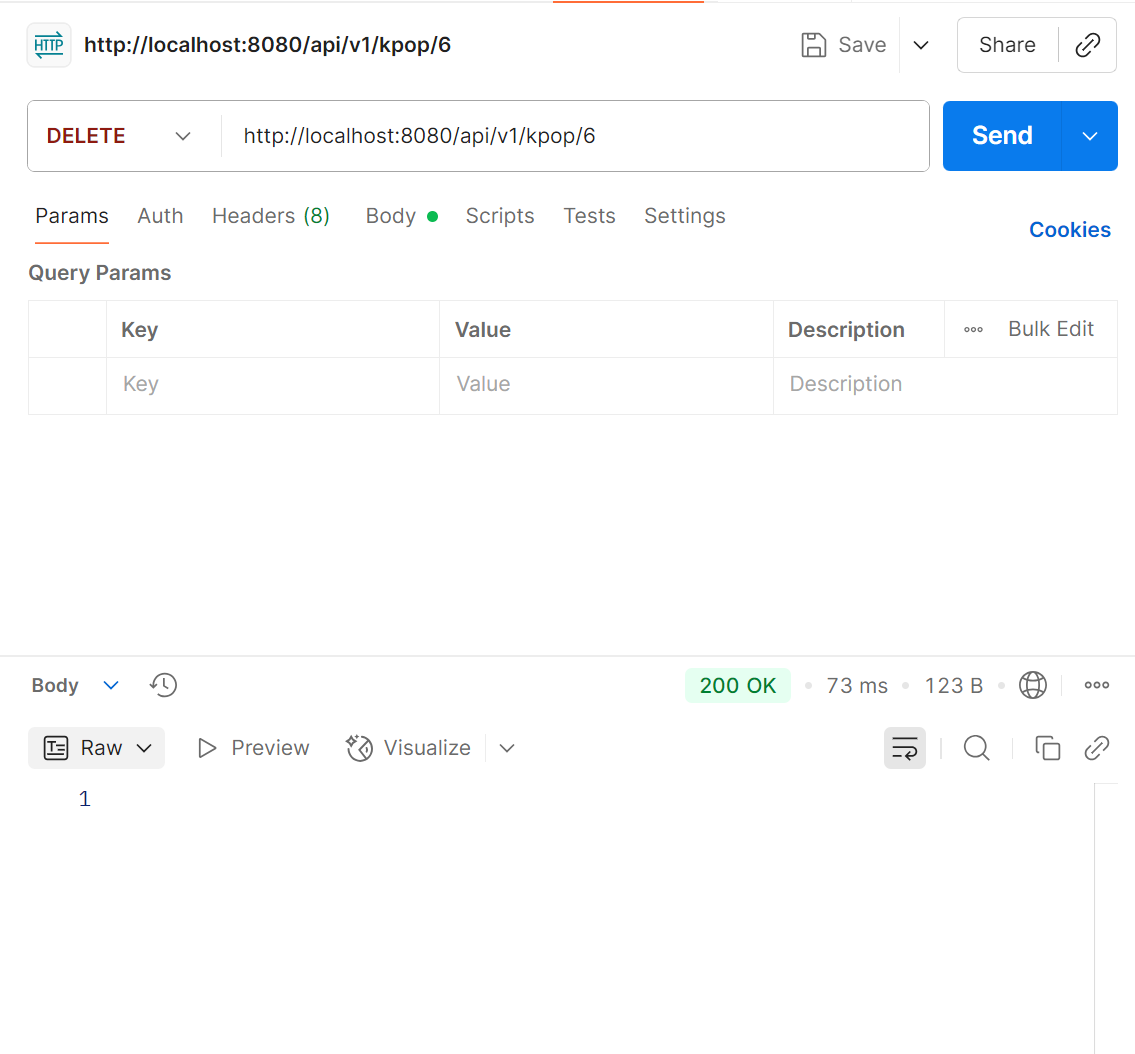 HTTP http://localhost:8080/api/v1/kpop/6 Save Share
DELETE http://localhost:8080/api/v1/kpop/6 Send
Params Auth Headers (8) Body Scripts Tests Settings Cookies
Query Params
Key Value Description Bulk Edit
Key Value Description
Body 200 OK 73 ms 123 B
Raw Preview Visualize
1